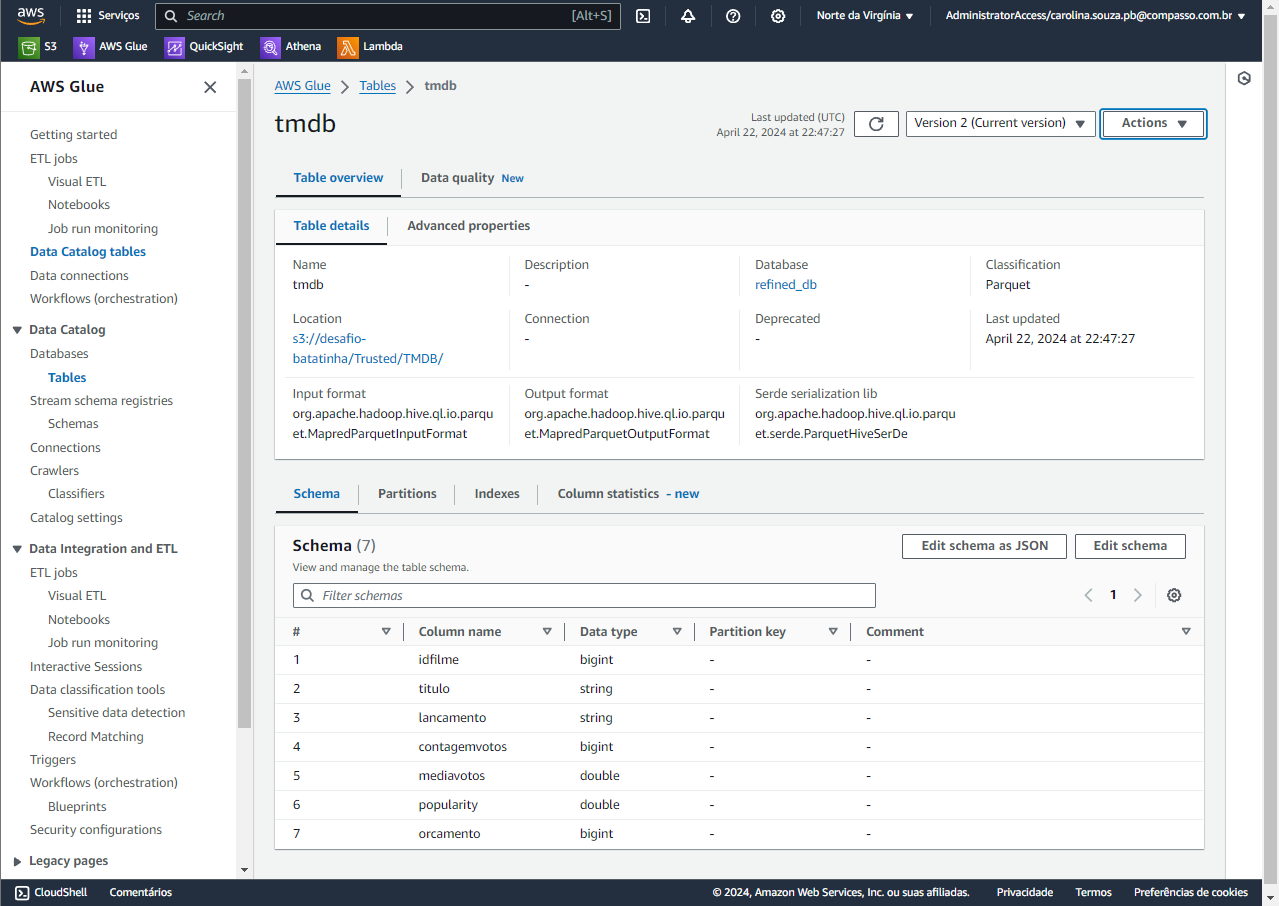 aws
Serviços
Search [Alt+S]
Norte da Virgínia
AdministratorAccess/carolina.souza.pb@compasso.com.br
S3
AWS Glue
QuickSight
Athena
Lambda
AWS Glue
Getting started
ETL jobs
Visual ETL
Notebooks
Job run monitoring
Data Catalog tables
Data connections
Workflows (orchestration)
Data Catalog
Databases
Tables
Stream schema registries
Schemas
Connections
Crawlers
Classifiers
Catalog settings
Data Integration and ETL
ETL jobs
Visual ETL
Notebooks
Job run monitoring
Interactive Sessions
Data classification tools
Sensitive data detection
Record Matching
Triggers
Workflows (orchestration)
Blueprints
Security configurations
Legacy pages
AWS Glue
Tables
tmdb
tmdb
Last updated (UTC)
April 22, 2024 at 22:47:27
Version 2 (Current version)
Actions
Table overview
Data quality New
Table details
Advanced properties
Name
tmdb
Description
-
Database
refined_db
Classification
Parquet
Location
s3://desafio-
batatinha/Trusted/TMDB/
Connection
-
Deprecated
-
Last updated
April 22, 2024 at 22:47:27
Input format
org.apache.hadoop.hive.ql.io.parqu
et.MapredParquetInputFormat
Output format
org.apache.hadoop.hive.ql.io.parqu
et.MapredParquetOutputFormat
Serde serialization lib
org.apache.hadoop.hive.ql.io.parqu
et.serde.ParquetHiveSerDe
Schema
Partitions
Indexes
Column statistics - new
Schema (7)
View and manage the table schema.
Edit schema as JSON
Edit schema
Filter schemas
1
# Column name Data type Partition key Comment
1 idfilme bigint - -
2 titulo string - -
3 lancamento string - -
4 contagemvotos bigint - -
5 mediavotos double - -
6 popularity double - -
7 orcamento bigint - -
CloudShell
Comentários
© 2024, Amazon Web Services, Inc. ou suas afiliadas.
Privacidade
Termos
Preferências de cookies